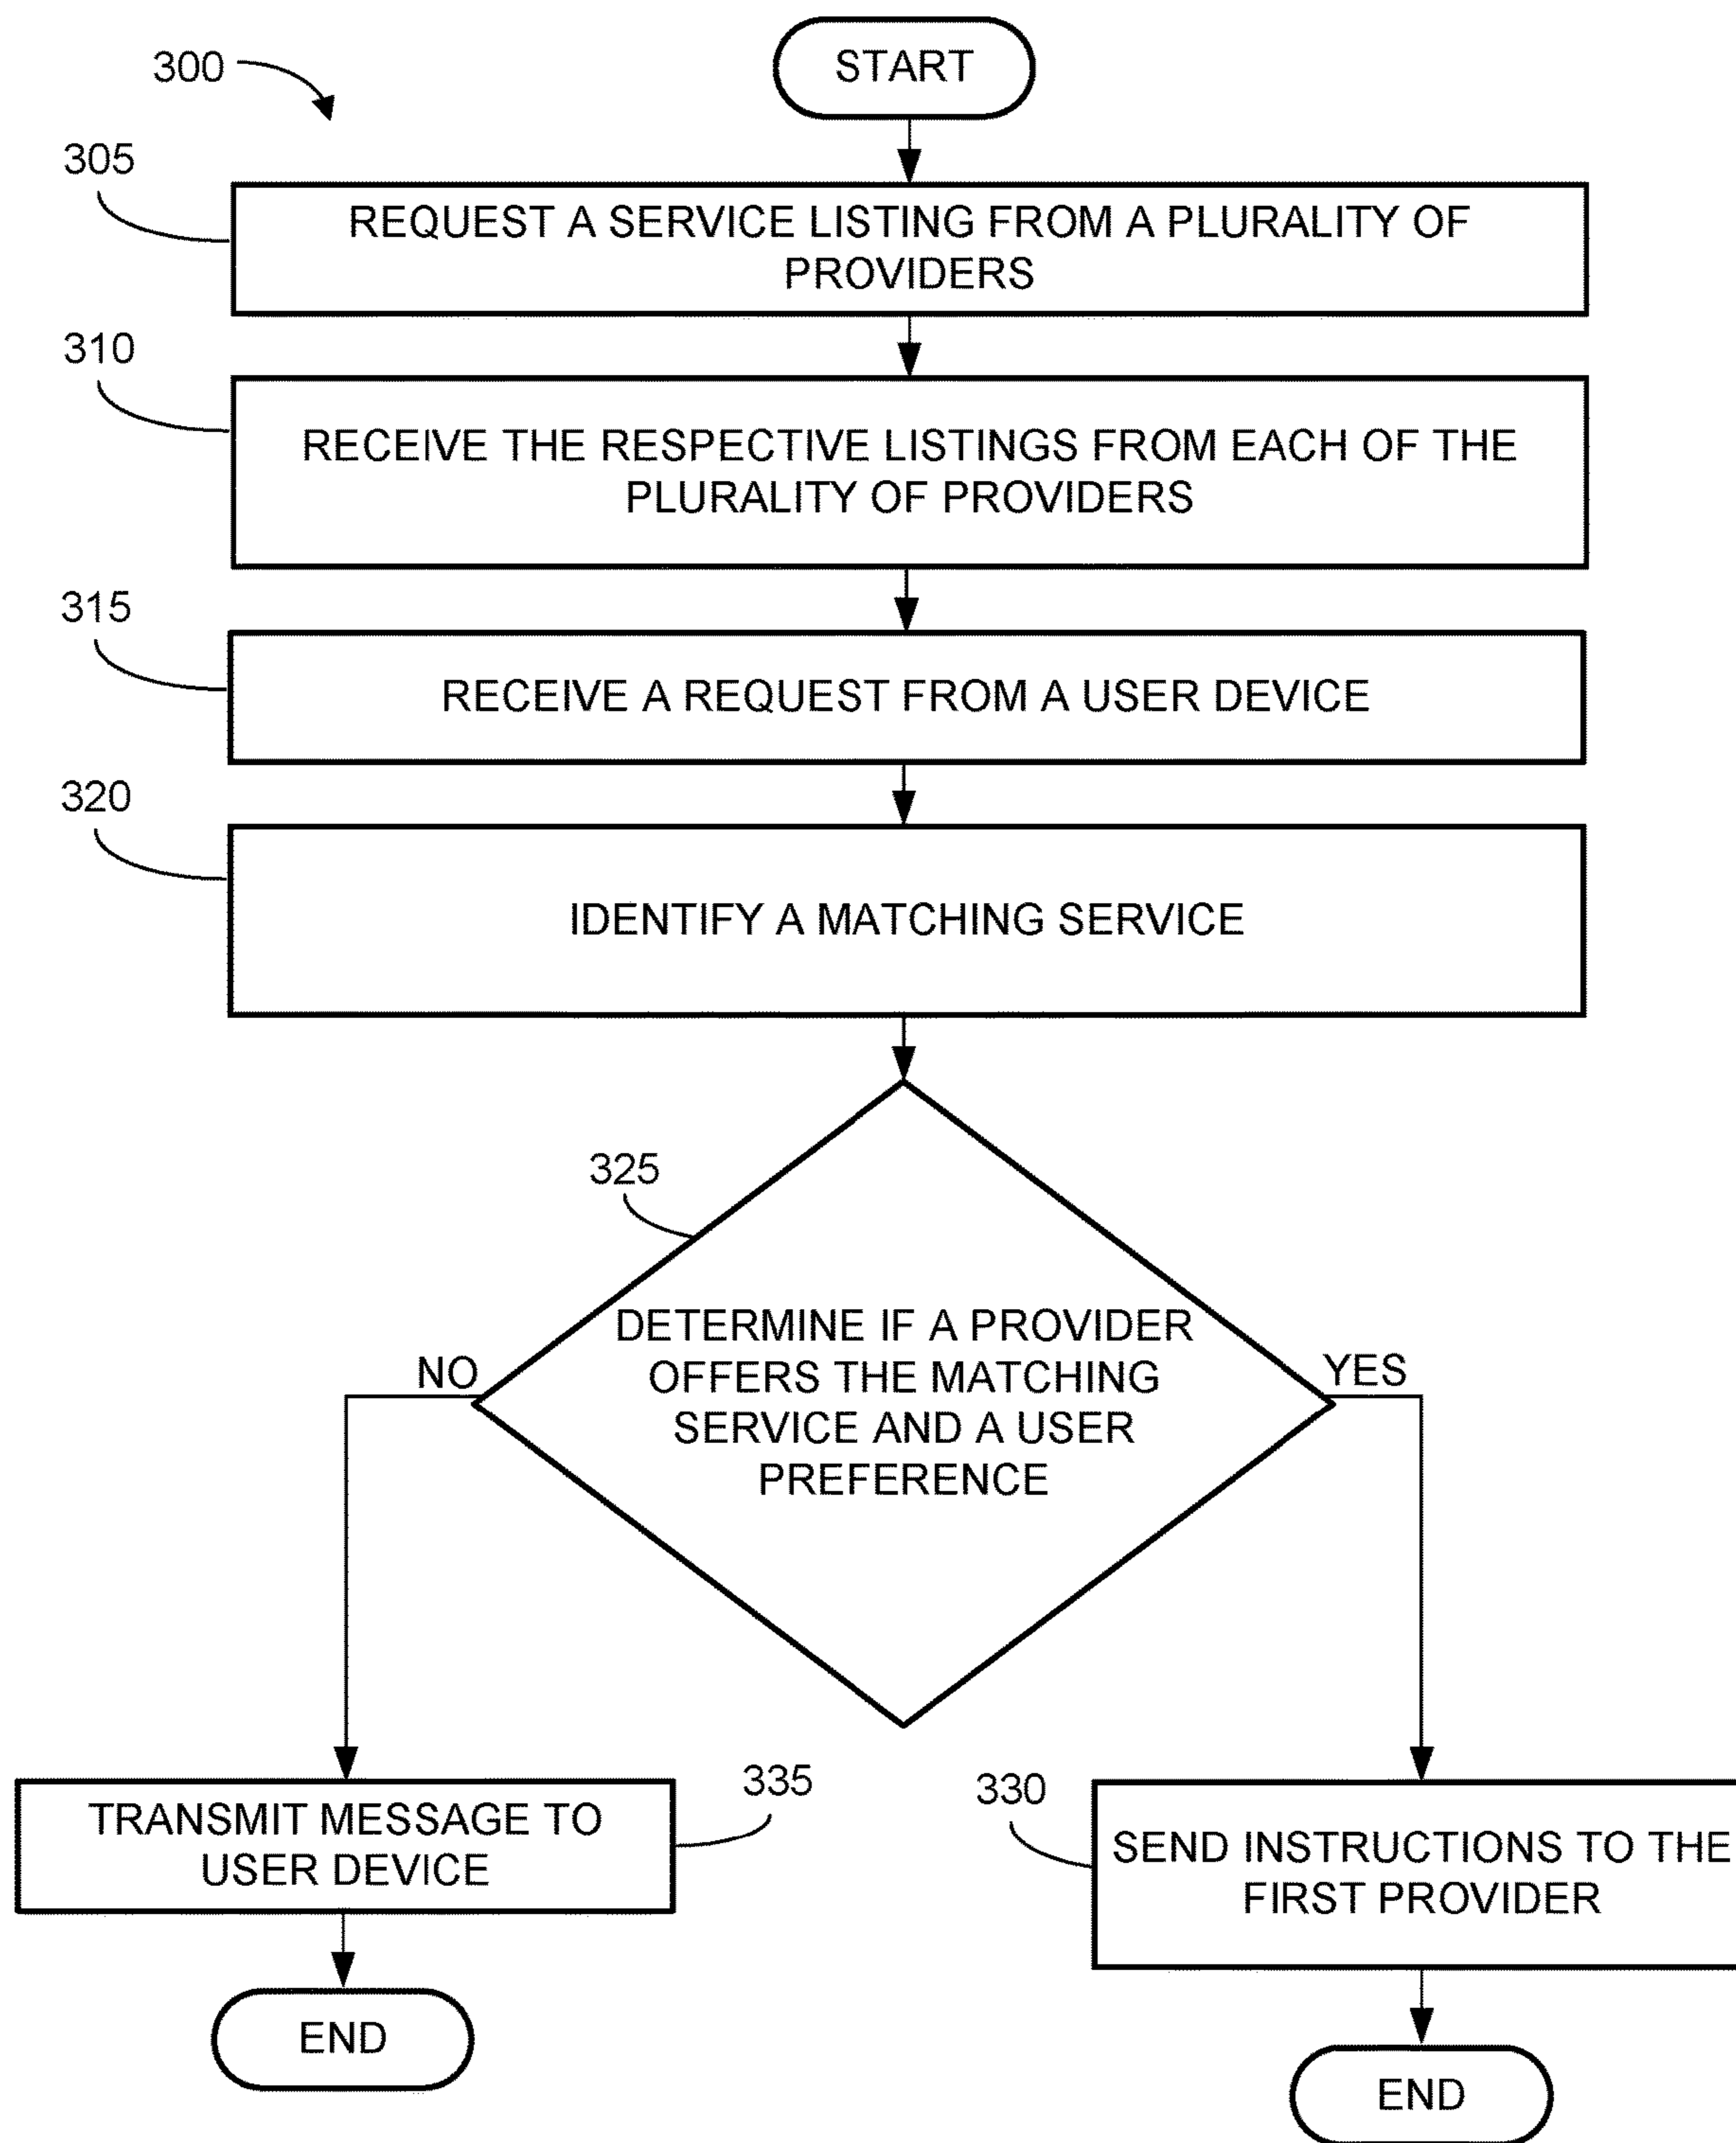 START
300
305
REQUEST A SERVICE LISTING FROM A PLURALITY OF
PROVIDERS
310
RECEIVE THE RESPECTIVE LISTINGS FROM EACH OF THE
PLURALITY OF PROVIDERS
315
RECEIVE A REQUEST FROM A USER DEVICE
320
IDENTIFY A MATCHING SERVICE
325
DETERMINE IF A PROVIDER
OFFERS THE MATCHING
SERVICE AND A USER
PREFERENCE
NO
YES
335
TRANSMIT MESSAGE TO
USER DEVICE
330
SEND INSTRUCTIONS TO THE
FIRST PROVIDER
END
END